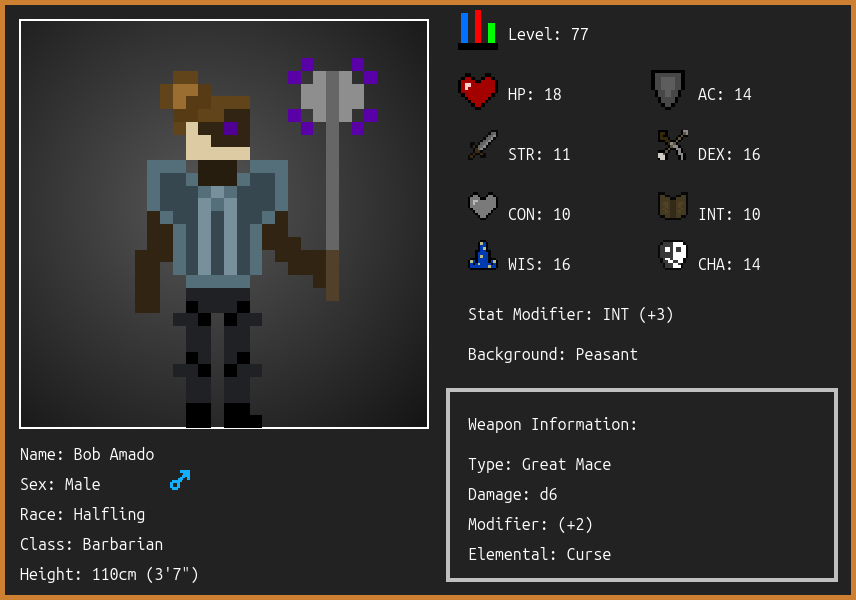 Level: 77
HP: 18
AC: 14
STR: 11
DEX: 16
CON: 10
INT: 10
WIS: 16
CHA: 14
Stat Modifier: INT (+3)
Background: Peasant
Weapon Information:
Type: Great Mace
Damage: d6
Modifier: (+2)
Elemental: Curse
Name: Bob Amado
Sex: Male
Race: Halfling
Class: Barbarian
Height: 110cm (3'7")